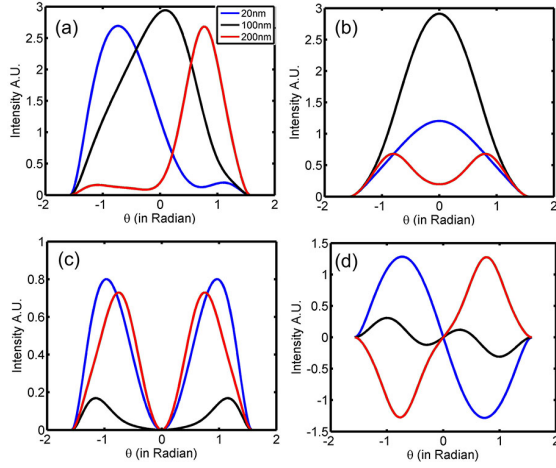 (a)
20nm
100nm
200nm
Intensity A.U.
3
2.5
2
1.5
1
0.5
0
-2 -1 0 1 2
θ (in Radian)
(b)
Intensity A.U.
3
2.5
2
1.5
1
0.5
0
-2 -1 0 1 2
θ (in Radian)
(c)
Intensity A.U.
1
0.8
0.6
0.4
0.2
0
-2 -1 0 1 2
θ (in Radian)
(d)
Intensity A.U.
1.5
1
0.5
0
-0.5
-1
-1.5
-2 -1 0 1 2
θ (in Radian)